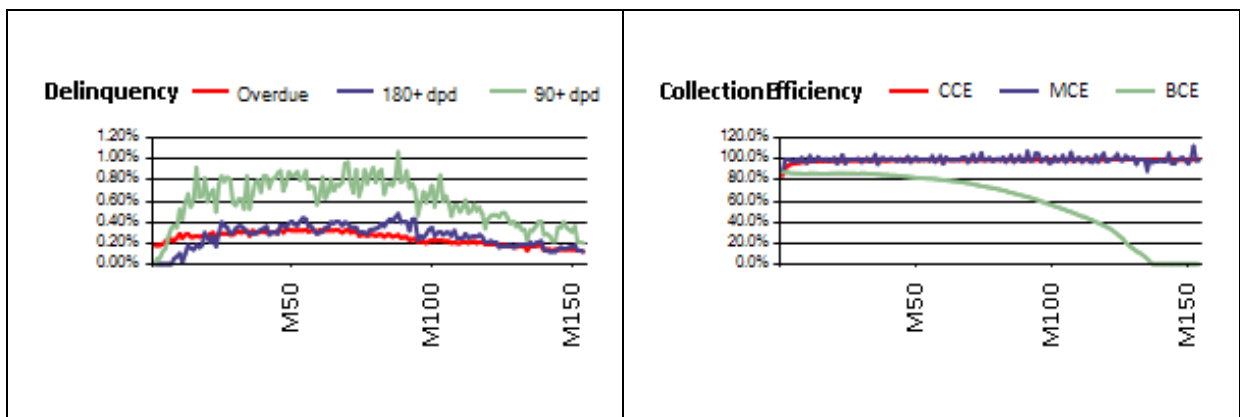 Delinquency Overdue 180+ dpd 90+ dpd
1.20%
1.00%
0.80%
0.60%
0.40%
0.20%
0.00%
M50
M100
M150
Collection Efficiency CCE MCE BCE
120.0%
100.0%
80.0%
60.0%
40.0%
20.0%
0.0%
M50
M100
M150